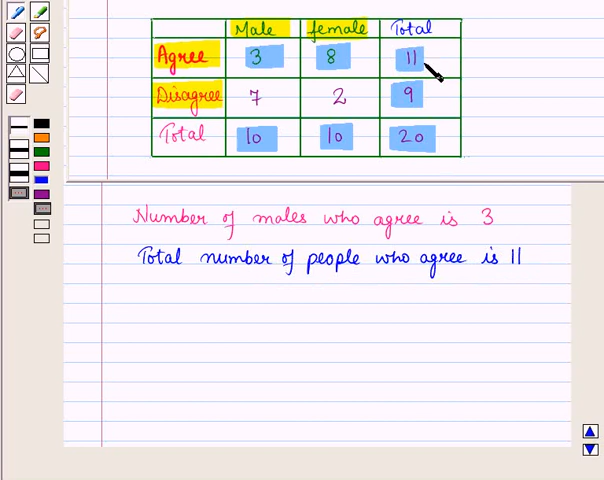 Male female Total
Agree 3 8 11
Disagree 7 2 9
Total 10 10 20
Number of males who agree is 3
Total number of people who agree is 11